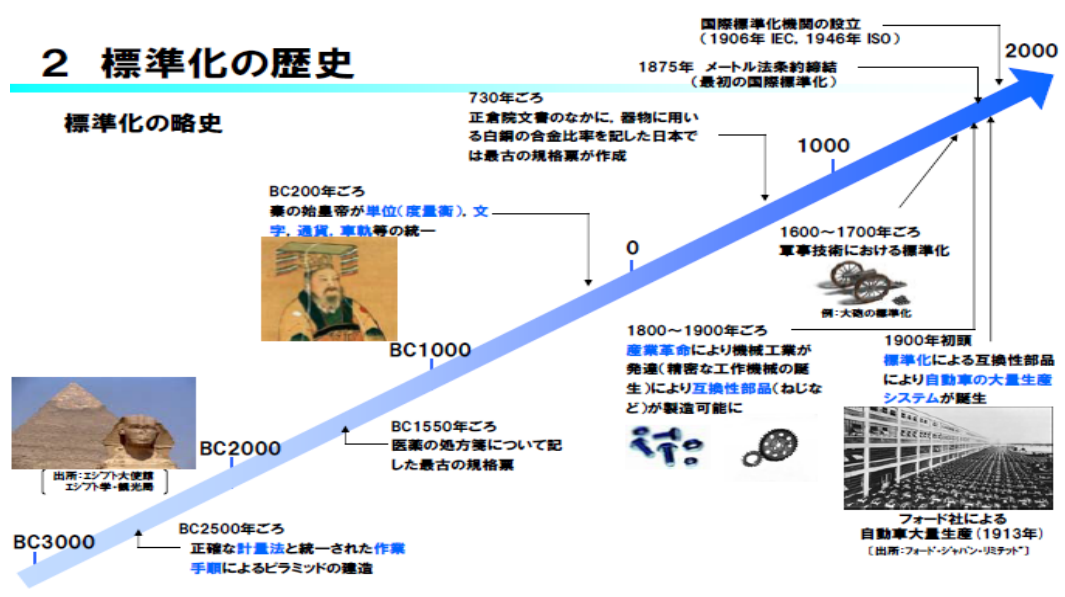 2 標準化の歴史
標準化の略史
国際標準化機関の設立
(1906年 IEC, 1946年 ISO)
2000
1875年 メートル法条約締結
(最初の国際標準化)
730年ごろ
正倉院文書のなかに, 器物に用い
る白銅の合金比率を記した日本で
は最古の規格票が作成
1000
BC200年ごろ
秦の始皇帝が単位(度量衡), 文
字, 通貨, 車軌等の統一
0
1600~1700年ごろ
軍事技術における標準化
例:大砲の標準化
1800~1900年ごろ
産業革命により機械工業が
発達(精密な工作機械の誕
生)により互換性部品(ねじな
ど)が製造可能に
1900年初頭
標準化による互換性部品
により自動車の大量生産
システムが誕生
フォード社による
自動車大量生産(1913年)
[出所:フォード・ジャパン・リミテッド]
BC1000
BC1550年ごろ
医薬の処方箋について記
した最古の規格票
BC2000
出所:エジプト大使館
エジプト学・観光局
BC2500年ごろ
正確な計量法と統一された作業
手順によるピラミッドの建造
BC3000